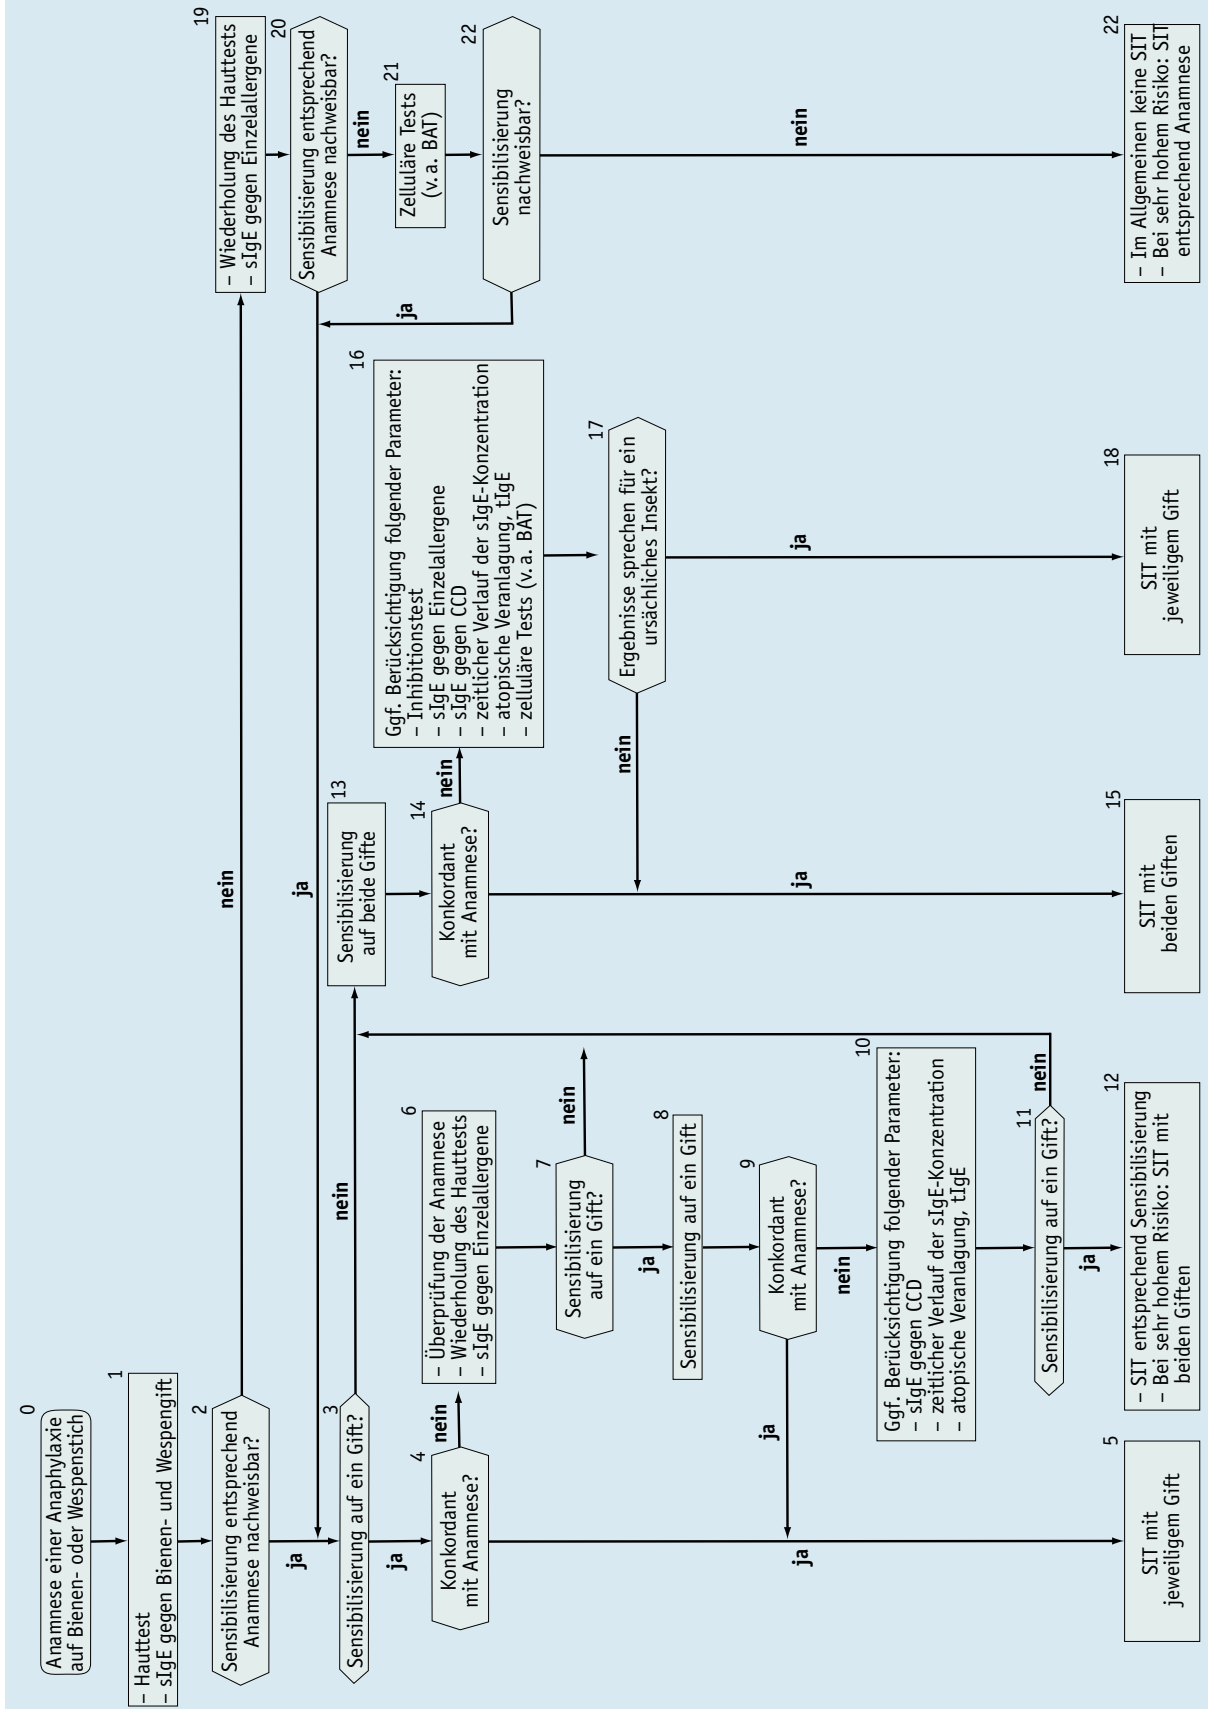 0
Anamnese einer Anaphylaxie
auf Bienen- oder Wespenstich
1
– Hauttest
– sIgE gegen Bienen- und Wespengift
2
Sensibilisierung entsprechend
Anamnese nachweisbar?
nein
ja
3
Sensibilisierung auf ein Gift?
nein
ja
4
Konkordant
mit Anamnese?
nein
ja
5
SIT mit
jeweiligem Gift
6
– Überprüfung der Anamnese
– Wiederholung des Hauttests
– sIgE gegen Einzelallergene
7
Sensibilisierung
auf ein Gift?
nein
ja
8
Sensibilisierung auf ein Gift
9
Konkordant
mit Anamnese?
ja
nein
10
Ggf. Berücksichtigung folgender Parameter:
– sIgE gegen CCD
– zeitlicher Verlauf der sIgE-Konzentration
– atopische Veranlagung, tIgE
11
Sensibilisierung auf ein Gift?
nein
ja
12
– SIT entsprechend Sensibilisierung
– Bei sehr hohem Risiko: SIT mit
beiden Giften
13
Sensibilisierung
auf beide Gifte
14
Konkordant
mit Anamnese?
nein
ja
15
SIT mit
beiden Giften
16
Ggf. Berücksichtigung folgender Parameter:
– Inhibitionstest
– sIgE gegen Einzelallergene
– sIgE gegen CCD
– zeitlicher Verlauf der sIgE-Konzentration
– atopische Veranlagung, tIgE
– zelluläre Tests (v. a. BAT)
17
Ergebnisse sprechen für ein
ursächliches Insekt?
nein
ja
18
SIT mit
jeweiligem Gift
19
– Wiederholung des Hauttests
– sIgE gegen Einzelallergene
20
Sensibilisierung entsprechend
Anamnese nachweisbar?
ja
nein
21
Zelluläre Tests
(v. a. BAT)
22
Sensibilisierung
nachweisbar?
ja
nein
22
– Im Allgemeinen keine SIT
– Bei sehr hohem Risiko: SIT
entsprechend Anamnese